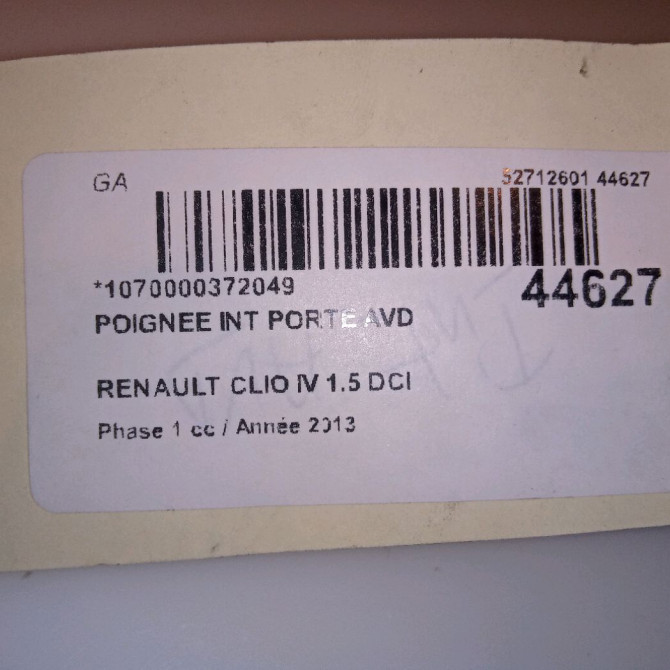 GA 52712601 44627
*1070000372049 44627
POIGNEE INT PORTE AVD
RENAULT CLIO IV 1.5 DCI
Phase 1 cc / Année 2013